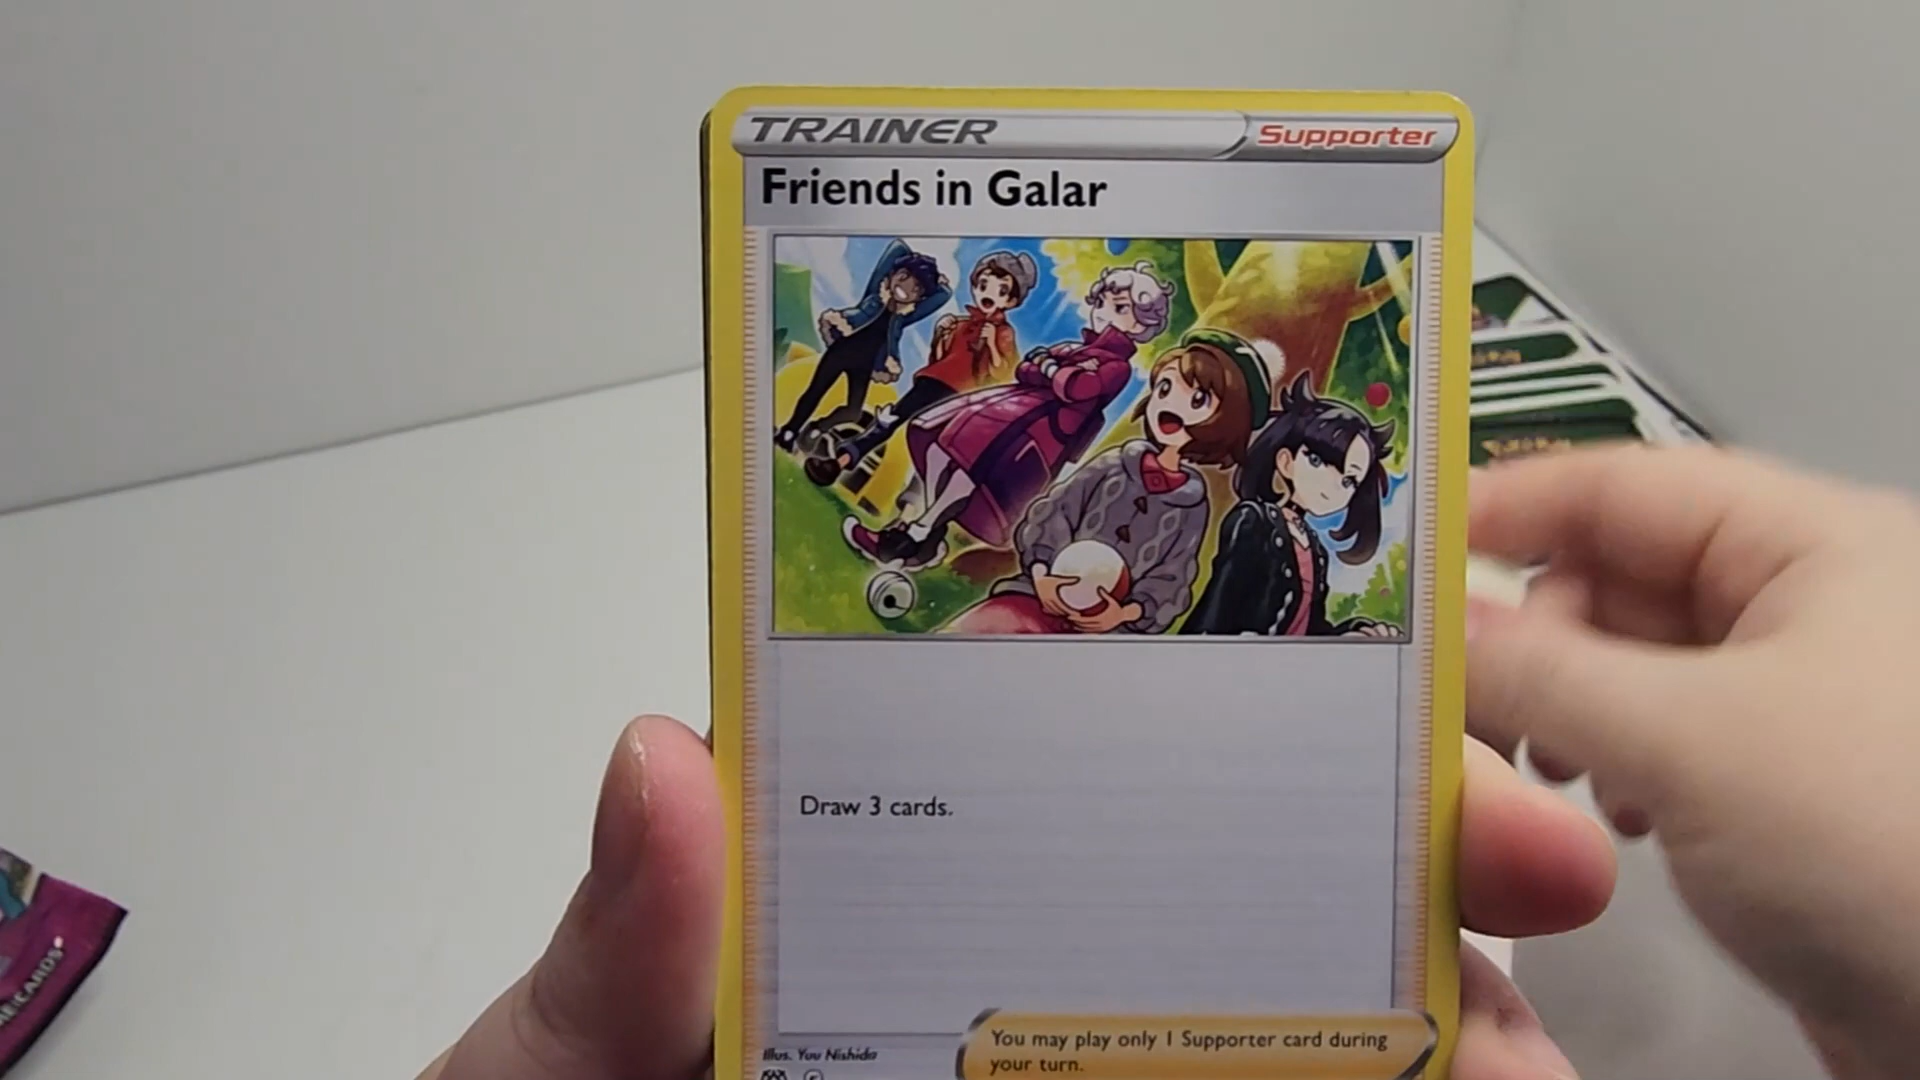 TRAINER
Supporter
Friends in Galar
Draw 3 cards.
You may play only 1 Supporter card during
your turn.
Illus. Yuu Nishida